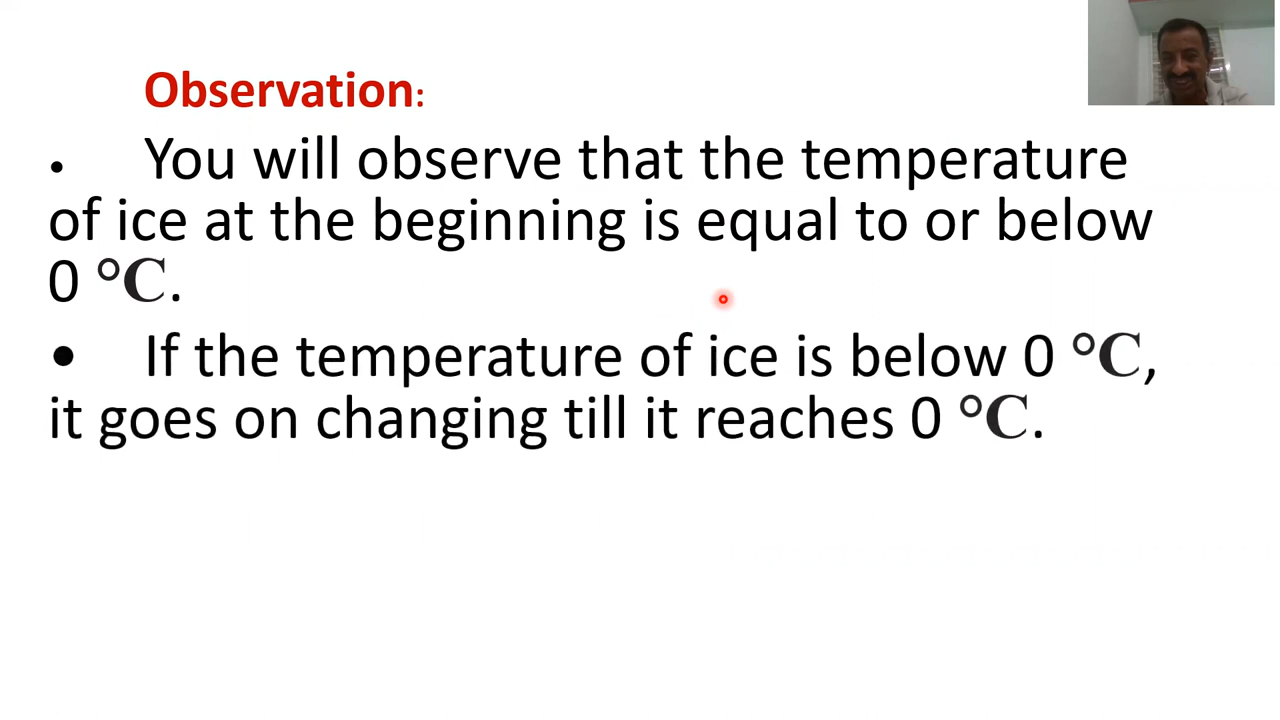 Observation:
• You will observe that the temperature
of ice at the beginning is equal to or below
0 °C.
• If the temperature of ice is below 0 °C,
it goes on changing till it reaches 0 °C.